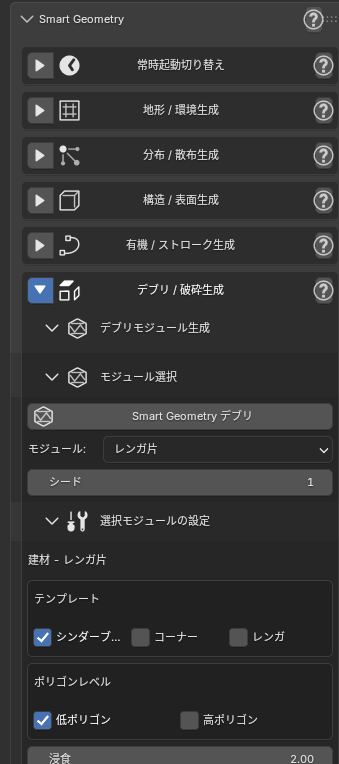 Smart Geometry
常時起動切り替え
地形 / 環境生成
分布 / 散布生成
構造 / 表面生成
有機 / ストローク生成
デブリ / 破砕生成
デブリモジュール生成
モジュール選択
Smart Geometry デブリ
モジュール: レンガ片
シード 1
選択モジュールの設定
建材 - レンガ片
テンプレート
シンダーブ... コーナー レンガ
ポリゴンレベル
低ポリゴン 高ポリゴン
浸食 2.00